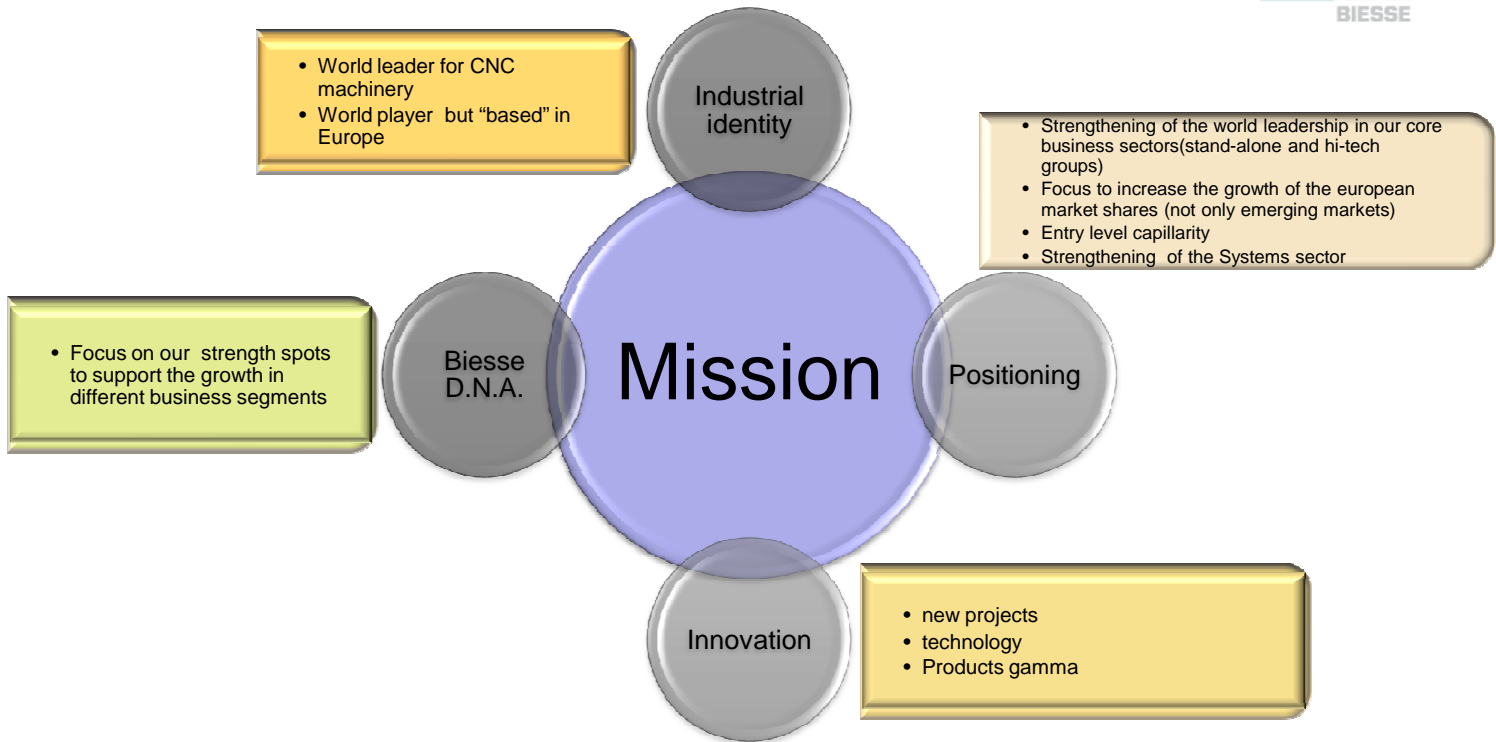 BIESSE
• World leader for CNC
machinery
• World player but “based” in
Europe
Industrial
identity
• Strengthening of the world leadership in our core
business sectors(stand-alone and hi-tech
groups)
• Focus to increase the growth of the european
market shares (not only emerging markets)
• Entry level capillarity
• Strengthening of the Systems sector
• Focus on our strength spots
to support the growth in
different business segments
Biesse
D.N.A.
Mission
Positioning
Innovation
• new projects
• technology
• Products gamma